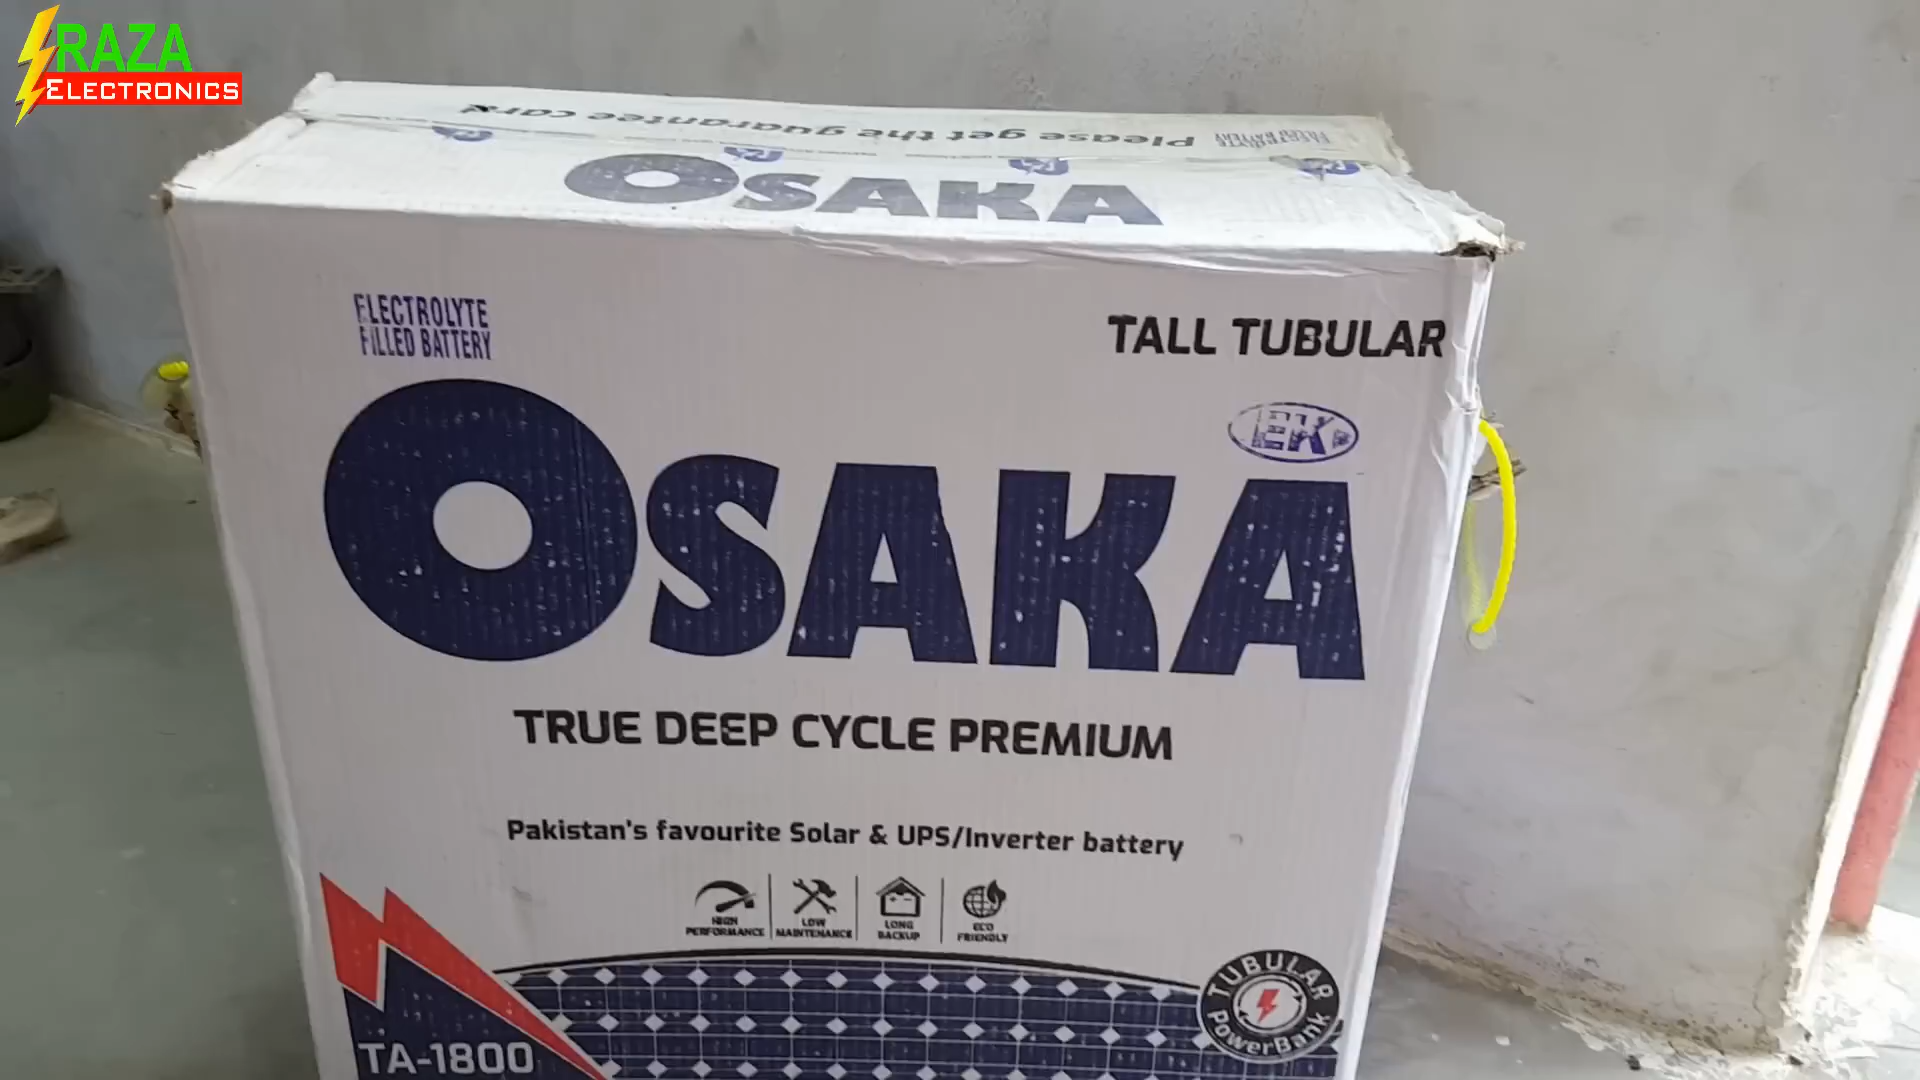 RAZA
ELECTRONICS
Please get the guarantee card
OSAKA
ELECTROLYTE
FILLED BATTERY
TALL TUBULAR
EK
OSAKA
TRUE DEEP CYCLE PREMIUM
Pakistan's favourite Solar & UPS/Inverter battery
HIGH
PERFORMANCE
LOW
MAINTENANCE
LONG
BACKUP
ECO
FRIENDLY
TUBULAR
PowerBank
TA-1800